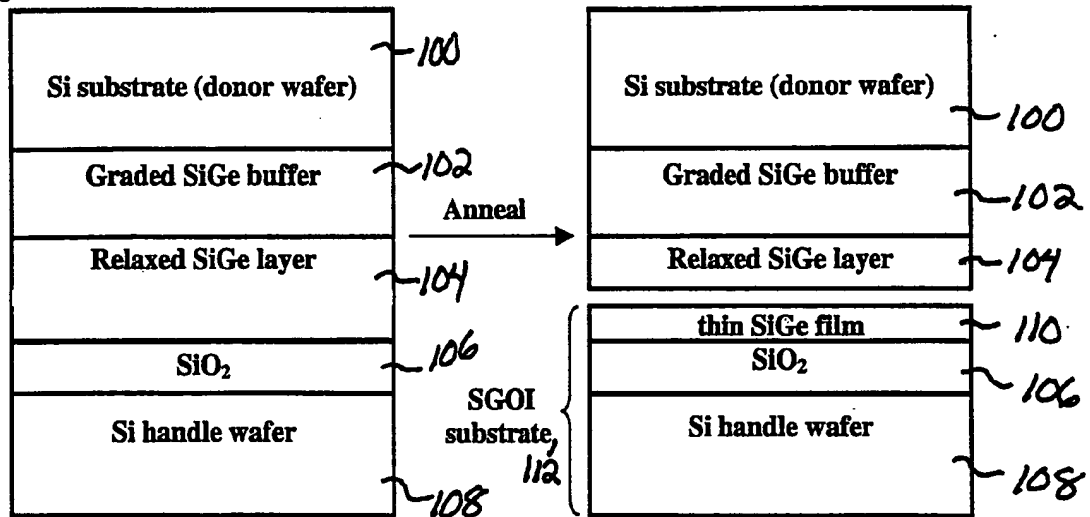 Si substrate (donor wafer)
100
Graded SiGe buffer
102
Relaxed SiGe layer
104
SiO₂
106
Si handle wafer
108
Anneal
Si substrate (donor wafer)
100
Graded SiGe buffer
102
Relaxed SiGe layer
104
thin SiGe film
110
SiO₂
106
Si handle wafer
108
SGOI
substrate,
112